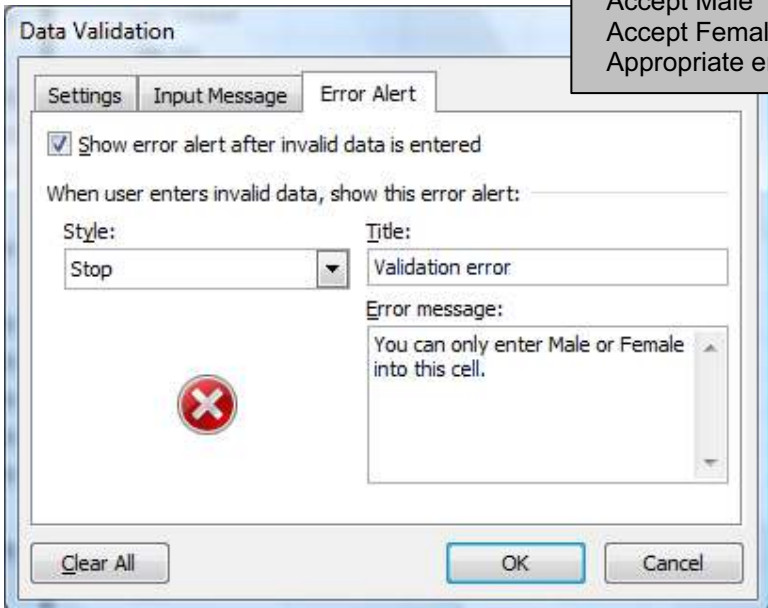 Accept Male
Accept
Appropriate
Data Validation
Settings Input Message Error Alert
Show error alert after invalid data is entered
When user enters invalid data, show this error alert:
Style: Title:
Stop Validation error
Error message:
You can only enter Male or Female
into this cell.
Clear All OK Cancel